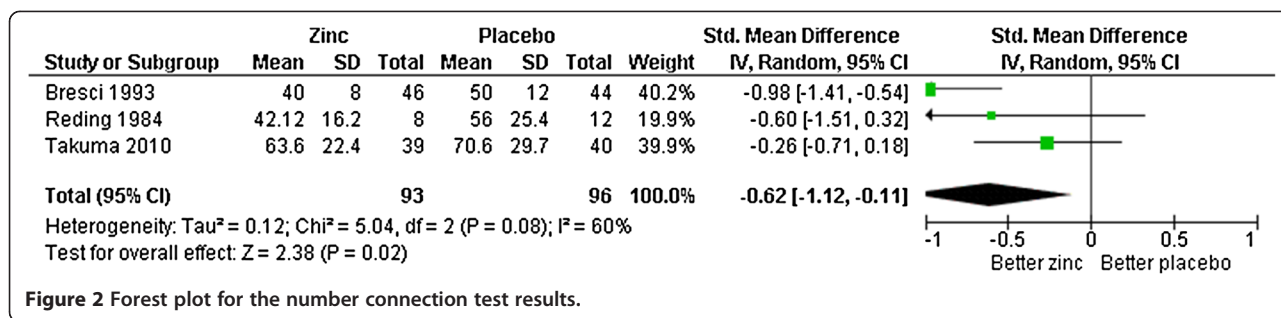 Zinc Placebo Std. Mean Difference Std. Mean Difference
Study or Subgroup Mean SD Total Mean SD Total Weight IV, Random, 95% CI IV, Random, 95% CI
Bresci 1993 40 8 46 50 12 44 40.2% -0.98 [-1.41, -0.54]
Reding 1984 42.12 16.2 8 56 25.4 12 19.9% -0.60 [-1.51, 0.32]
Takuma 2010 63.6 22.4 39 70.6 29.7 40 39.9% -0.26 [-0.71, 0.18]
Total (95% CI) 93 96 100.0% -0.62 [-1.12, -0.11]
Heterogeneity: Tau² = 0.12; Chi² = 5.04, df = 2 (P = 0.08); I² = 60%
Test for overall effect: Z = 2.38 (P = 0.02)
-1 -0.5 0 0.5 1
Better zinc Better placebo
Figure 2 Forest plot for the number connection test results.